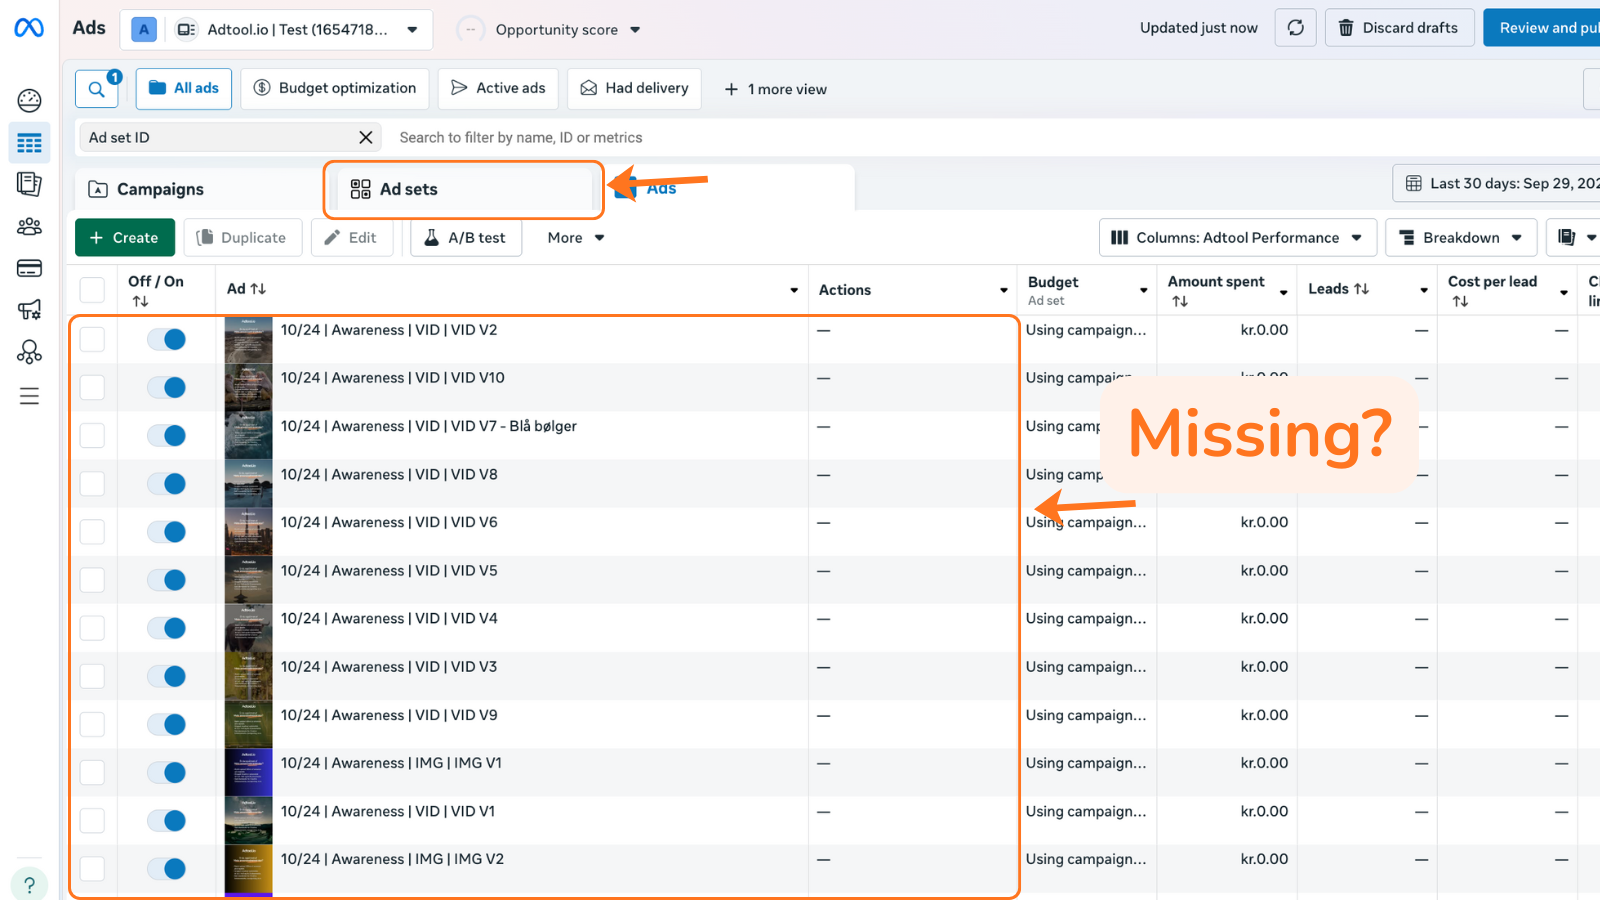 Ads
A
Adtool.io | Test (1654718...
--
Opportunity score
Updated just now
Discard drafts
Review and pu
1
All ads
Budget optimization
Active ads
Had delivery
+ 1 more view
Ad set ID
Search to filter by name, ID or metrics
Campaigns
Ad sets
Ads
Last 30 days: Sep 29, 202
+ Create
Duplicate
Edit
A/B test
More
Columns: Adtool Performance
Breakdown
Off / On
Ad
Actions
Budget
Ad set
Amount spent
Leads
Cost per lead
10/24 | Awareness | VID | VID V2 — Using campaign... kr.0.00 — —
10/24 | Awareness | VID | VID V10 — Using campaign kr.0.00 — —
10/24 | Awareness | VID | VID V7 - Blå bølger — Using camp — —
10/24 | Awareness | VID | VID V8 — Using camp — —
10/24 | Awareness | VID | VID V6 — Using campaign... kr.0.00 — —
10/24 | Awareness | VID | VID V5 — Using campaign... kr.0.00 — —
10/24 | Awareness | VID | VID V4 — Using campaign... kr.0.00 — —
10/24 | Awareness | VID | VID V3 — Using campaign... kr.0.00 — —
10/24 | Awareness | VID | VID V9 — Using campaign... kr.0.00 — —
10/24 | Awareness | IMG | IMG V1 — Using campaign... kr.0.00 — —
10/24 | Awareness | VID | VID V1 — Using campaign... kr.0.00 — —
10/24 | Awareness | IMG | IMG V2 — Using campaign... kr.0.00 — —
Missing?
?